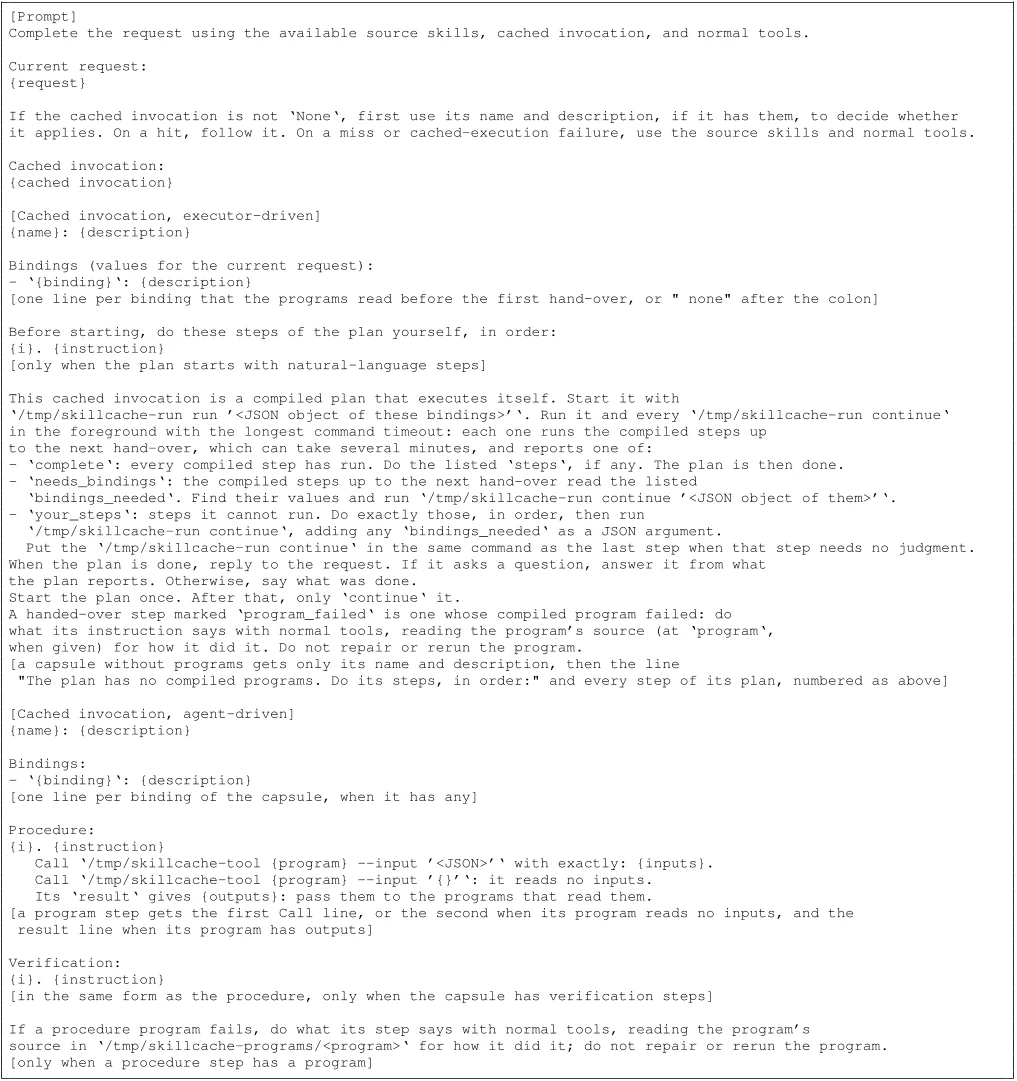 [Prompt]
Complete the request using the available source skills, cached invocation, and normal tools.

Current request:
{request}

If the cached invocation is not ‵None‵, first use its name and description, if it has them, to decide whether
it applies. On a hit, follow it. On a miss or cached-execution failure, use the source skills and normal tools.

Cached invocation:
{cached invocation}

[Cached invocation, executor-driven]
{name}: {description}

Bindings (values for the current request):
- ‵{binding}‵: {description}
[one line per binding that the programs read before the first hand-over, or " none" after the colon]

Before starting, do these steps of the plan yourself, in order:
{i}. {instruction}
[only when the plan starts with natural-language steps]

This cached invocation is a compiled plan that executes itself. Start it with
‵/tmp/skillcache-run run ’<JSON object of these bindings>’‵. Run it and every ‵/tmp/skillcache-run continue‵
in the foreground with the longest command timeout: each one runs the compiled steps up
to the next hand-over, which can take several minutes, and reports one of:
- ‵complete‵: every compiled step has run. Do the listed ‵steps‵, if any. The plan is then done.
- ‵needs_bindings‵: the compiled steps up to the next hand-over read the listed
‵bindings_needed‵. Find their values and run ‵/tmp/skillcache-run continue ’<JSON object of them>’‵.
- ‵your_steps‵: steps it cannot run. Do exactly those, in order, then run
‵/tmp/skillcache-run continue‵, adding any ‵bindings_needed‵ as a JSON argument.
Put the ‵/tmp/skillcache-run continue‵ in the same command as the last step when that step needs no judgment.
When the plan is done, reply to the request. If it asks a question, answer it from what
the plan reports. Otherwise, say what was done.
Start the plan once. After that, only ‵continue‵ it.
A handed-over step marked ‵program_failed‵ is one whose compiled program failed: do
what its instruction says with normal tools, reading the program’s source (at ‵program‵,
when given) for how it did it. Do not repair or rerun the program.
[a capsule without programs gets only its name and description, then the line
"The plan has no compiled programs. Do its steps, in order:" and every step of its plan, numbered as above]

[Cached invocation, agent-driven]
{name}: {description}

Bindings:
- ‵{binding}‵: {description}
[one line per binding of the capsule, when it has any]

Procedure:
{i}. {instruction}
Call ‵/tmp/skillcache-tool {program} --input ’<JSON>’‵ with exactly: {inputs}.
Call ‵/tmp/skillcache-tool {program} --input ’{}’‵: it reads no inputs.
Its ‵result‵ gives {outputs}: pass them to the programs that read them.
[a program step gets the first Call line, or the second when its program reads no inputs, and the
result line when its program has outputs]

Verification:
{i}. {instruction}
[in the same form as the procedure, only when the capsule has verification steps]

If a procedure program fails, do what its step says with normal tools, reading the program’s
source in ‵/tmp/skillcache-programs/<program>‵ for how it did it; do not repair or rerun the program.
[only when a procedure step has a program]